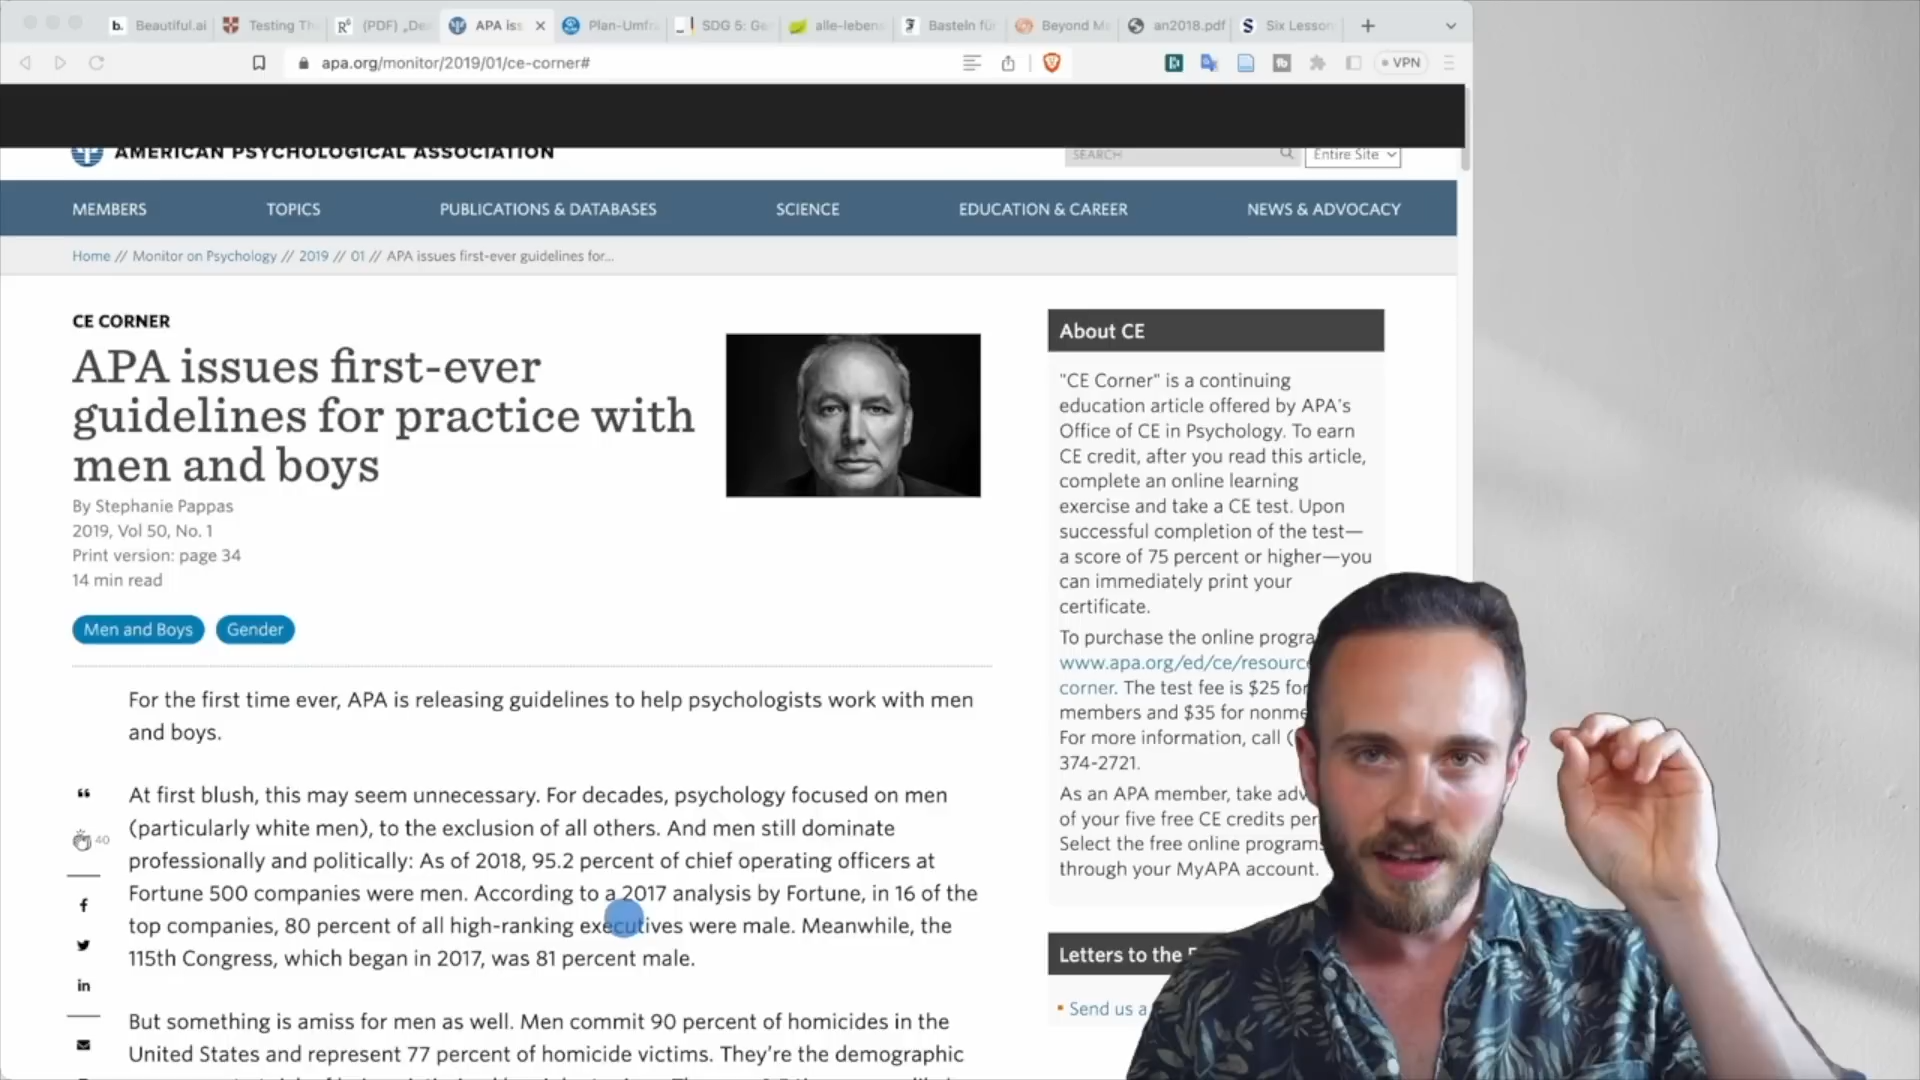 b. Beautiful.ai
Testing Th
(PDF) „De
APA iss
Plan-Umfr
SDG 5: Ge
alle-leben
Basteln für
Beyond Ma
an2018.pdf
Six Lesson
apa.org/monitor/2019/01/ce-corner#
VPN
AMERICAN PSYCHOLOGICAL ASSOCIATION
SEARCH
Entire Site
MEMBERS
TOPICS
PUBLICATIONS & DATABASES
SCIENCE
EDUCATION & CAREER
NEWS & ADVOCACY
Home // Monitor on Psychology // 2019 // 01 // APA issues first-ever guidelines for...
CE CORNER
APA issues first-ever
guidelines for practice with
men and boys
By Stephanie Pappas
2019, Vol 50, No. 1
Print version: page 34
14 min read
Men and Boys
Gender
For the first time ever, APA is releasing guidelines to help psychologists work with men
and boys.
40
At first blush, this may seem unnecessary. For decades, psychology focused on men
(particularly white men), to the exclusion of all others. And men still dominate
professionally and politically: As of 2018, 95.2 percent of chief operating officers at
Fortune 500 companies were men. According to a 2017 analysis by Fortune, in 16 of the
top companies, 80 percent of all high-ranking executives were male. Meanwhile, the
115th Congress, which began in 2017, was 81 percent male.
But something is amiss for men as well. Men commit 90 percent of homicides in the
United States and represent 77 percent of homicide victims. They’re the demographic
About CE
"CE Corner" is a continuing
education article offered by APA's
Office of CE in Psychology. To earn
CE credit, after you read this article,
complete an online learning
exercise and take a CE test. Upon
successful completion of the test—
a score of 75 percent or higher—you
can immediately print your
certificate.
To purchase the online progra
www.apa.org/ed/ce/resource
corner. The test fee is $25 for
members and $35 for nonme
For more information, call (
374-2721.
As an APA member, take adv
of your five free CE credits per
Select the free online programs
through your MyAPA account.
Letters to the
Send us a